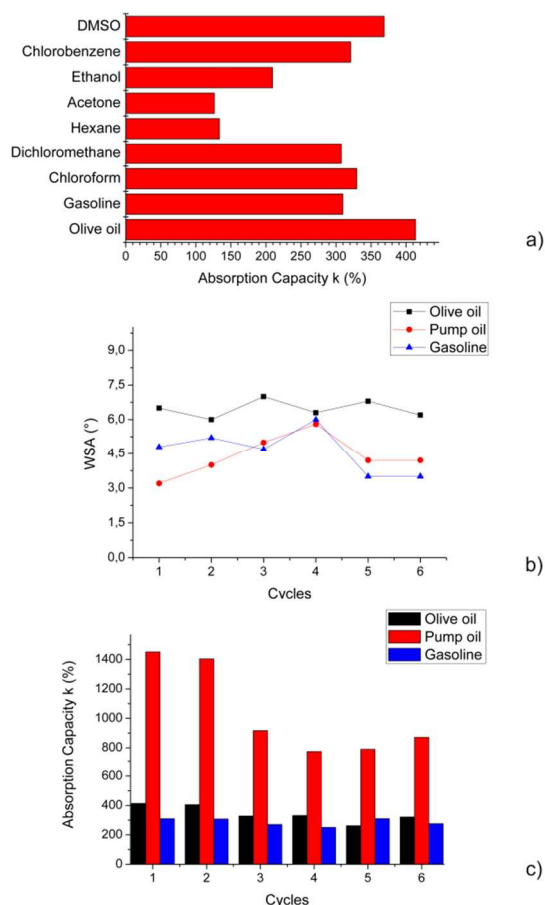 DMSO
Chlorobenzene
Ethanol
Acetone
Hexane
Dichloromethane
Chloroform
Gasoline
Olive oil
0 50 100 150 200 250 300 350 400
Absorption Capacity k (%)
a)
Olive oil
Pump oil
Gasoline
9,0
7,5
6,0
4,5
3,0
1,5
0,0
WSA (°)
1 2 3 4 5 6
Cycles
b)
Olive oil
Pump oil
Gasoline
1400
1200
1000
800
600
400
200
0
Absorption Capacity k (%)
1 2 3 4 5 6
Cycles
c)